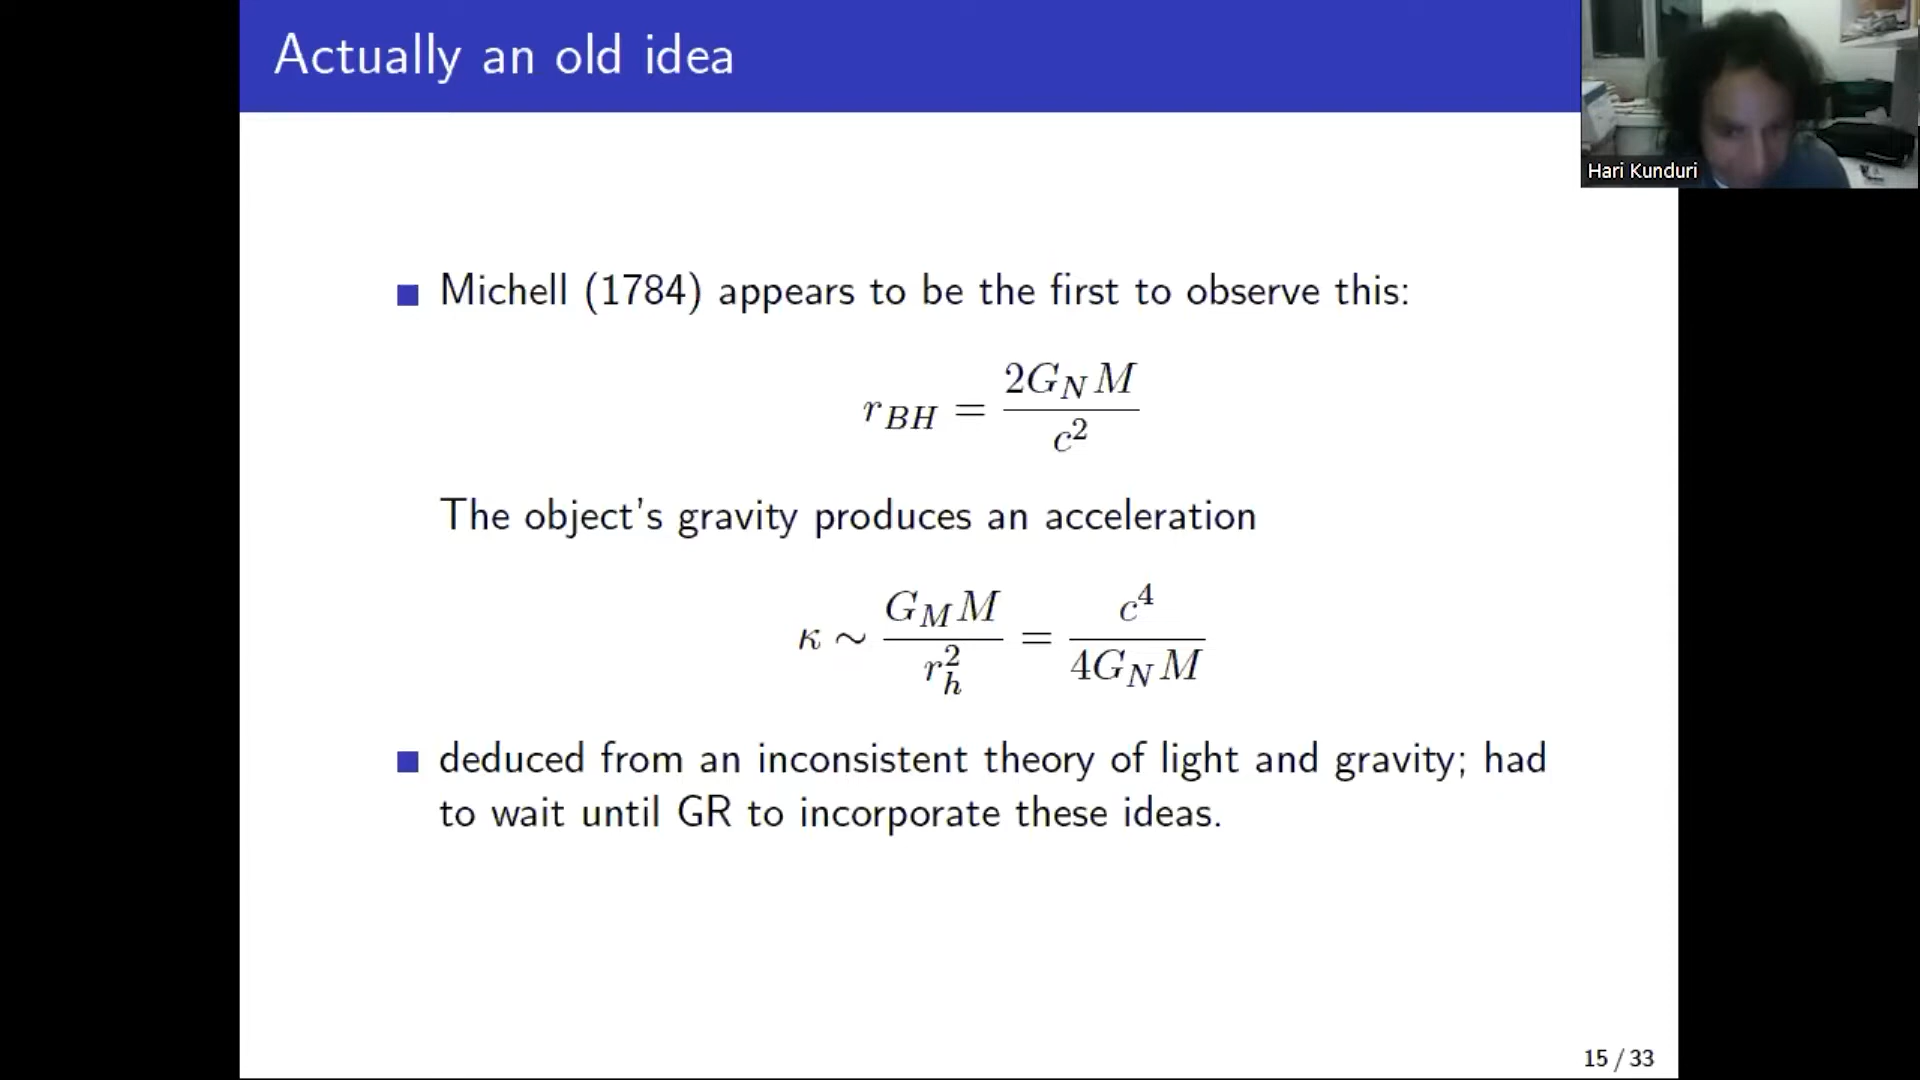 Actually an old idea
Hari Kunduri
■ Michell (1784) appears to be the first to observe this:
r_{BH} = \frac{2G_N M}{c^2}
The object's gravity produces an acceleration
κ ∼ \frac{G_M M}{r_h^2} = \frac{c^4}{4G_N M}
■ deduced from an inconsistent theory of light and gravity; had
to wait until GR to incorporate these ideas.
15 / 33